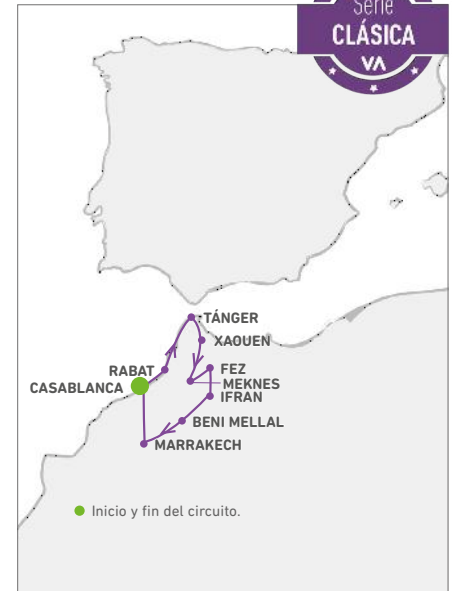 Serie
CLÁSICA
VA
TÁNGER
XAOUEN
RABAT
FEZ
CASABLANCA
MEKNES
IFRAN
BENI MELLAL
MARRAKECH
Inicio y fin del circuito.